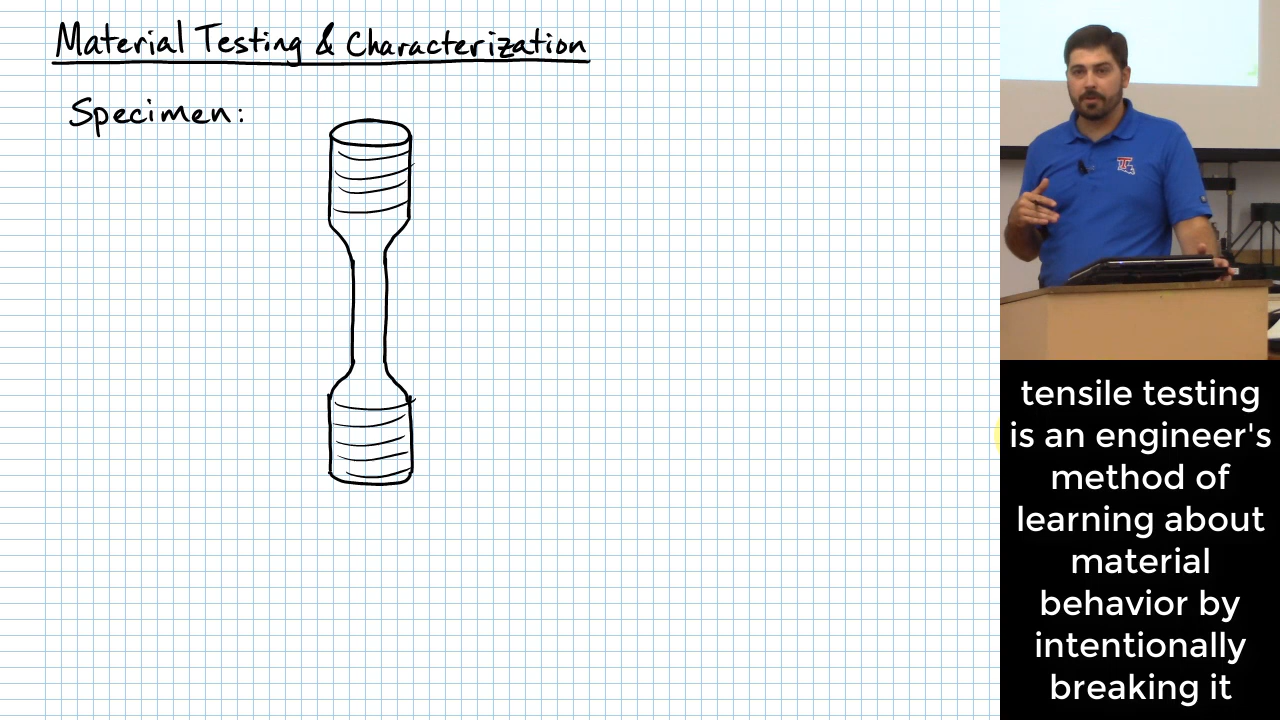 Material Testing & Characterization
Specimen:
tensile testing
is an engineer's
method of
learning about
material
behavior by
intentionally
breaking it